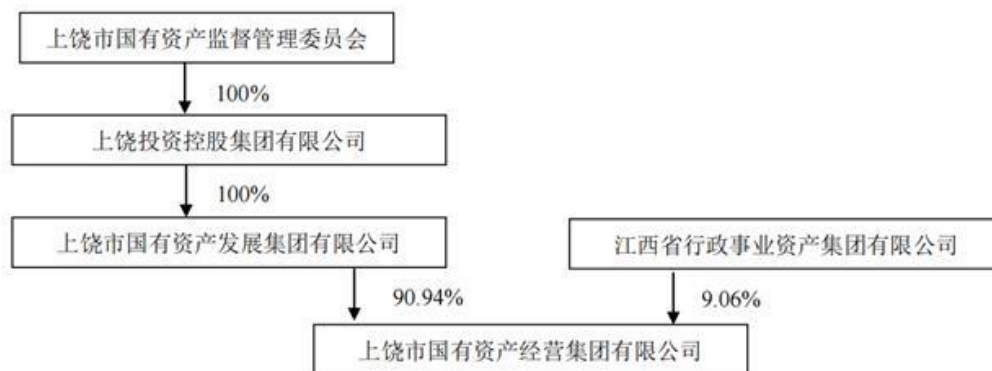 上饶市国有资产监督管理委员会
100%
上饶投资控股集团有限公司
100%
上饶市国有资产发展集团有限公司
江西省行政事业资产集团有限公司
90.94%
9.06%
上饶市国有资产经营集团有限公司